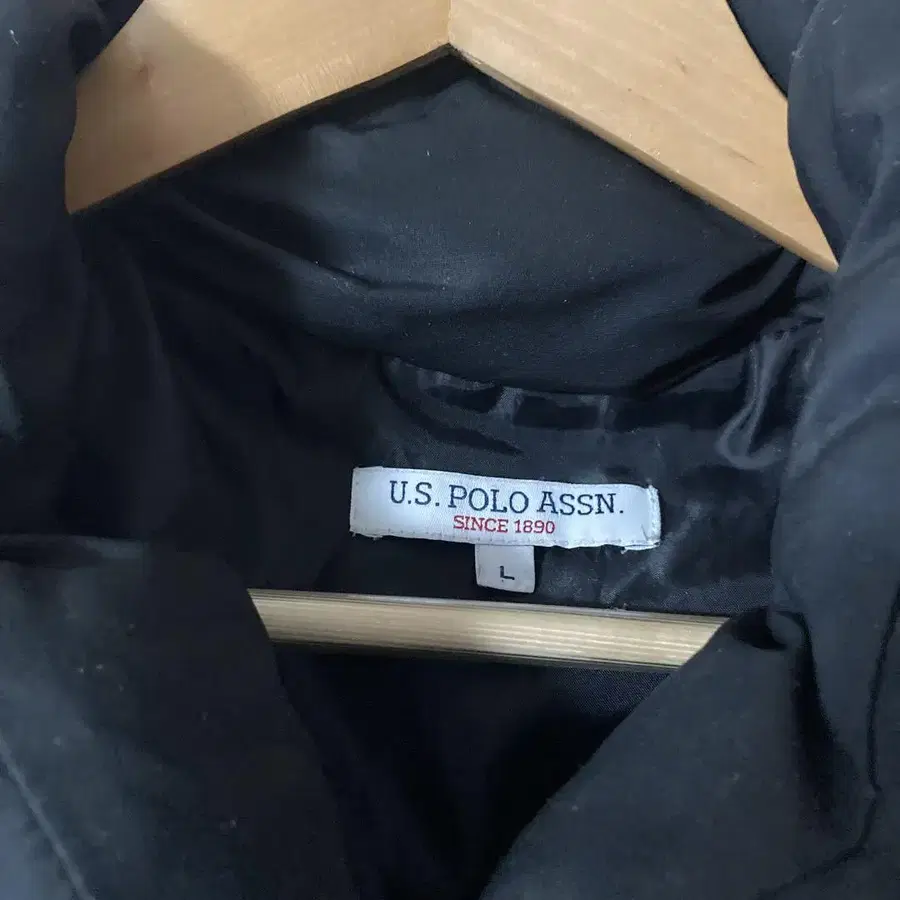 U.S. POLO ASSN.
SINCE 1890
L